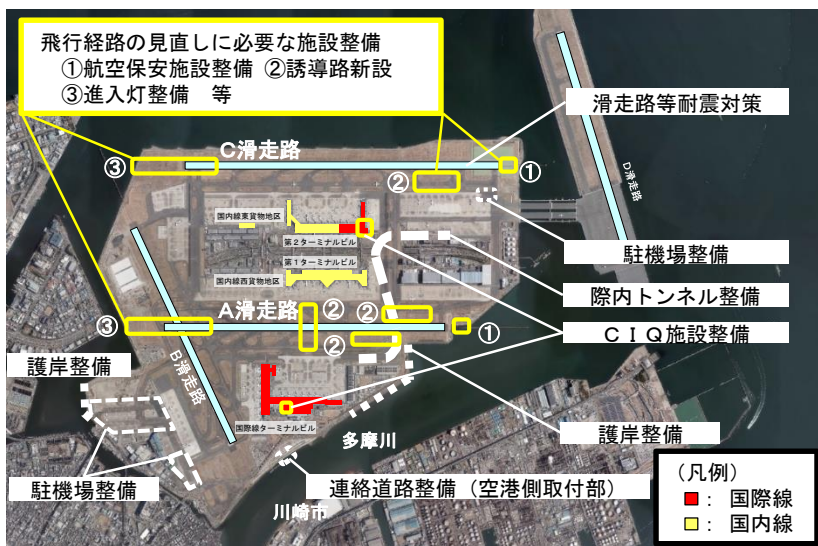 飛行経路の見直しに必要な施設整備
①航空保安施設整備 ②誘導路新設
③進入灯整備 等
滑走路等耐震対策
C滑走路
③
①
②
D滑走路
国内線東貨物地区
第2ターミナルビル
駐機場整備
第1ターミナルビル
国内線西貨物地区
際内トンネル整備
A滑走路
②
②
③
①
CIQ施設整備
②
護岸整備
B滑走路
国際線ターミナルビル
多摩川
護岸整備
駐機場整備
連絡道路整備(空港側取付部)
川崎市
(凡例)
: 国際線
: 国内線